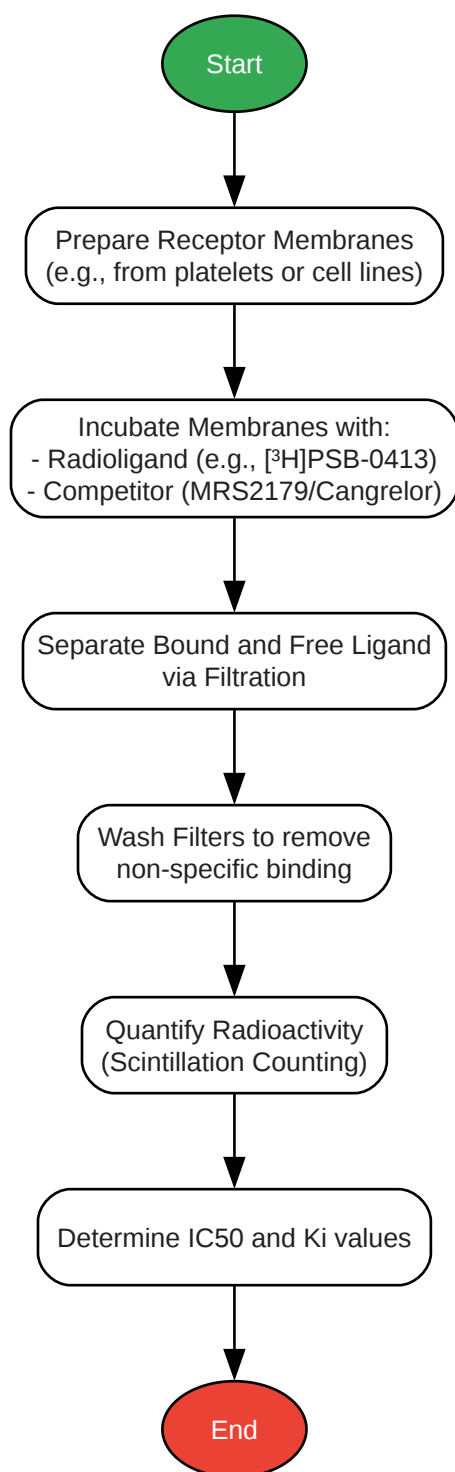 Start
Prepare Receptor Membranes
(e.g., from platelets or cell lines)
Incubate Membranes with:
- Radioligand (e.g., [³H]PSB-0413)
- Competitor (MRS2179/Cangrelor)
Separate Bound and Free Ligand
via Filtration
Wash Filters to remove
non-specific binding
Quantify Radioactivity
(Scintillation Counting)
Determine IC50 and Ki values
End